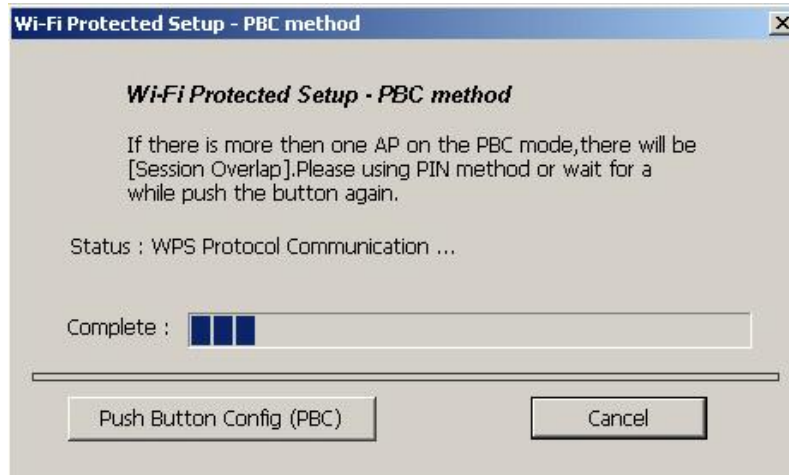 Wi-Fi Protected Setup - PBC method
Wi-Fi Protected Setup - PBC method
If there is more then one AP on the PBC mode,there will be
[Session Overlap].Please using PIN method or wait for a
while push the button again.
Status : WPS Protocol Communication ...
Complete :
Push Button Config (PBC)
Cancel